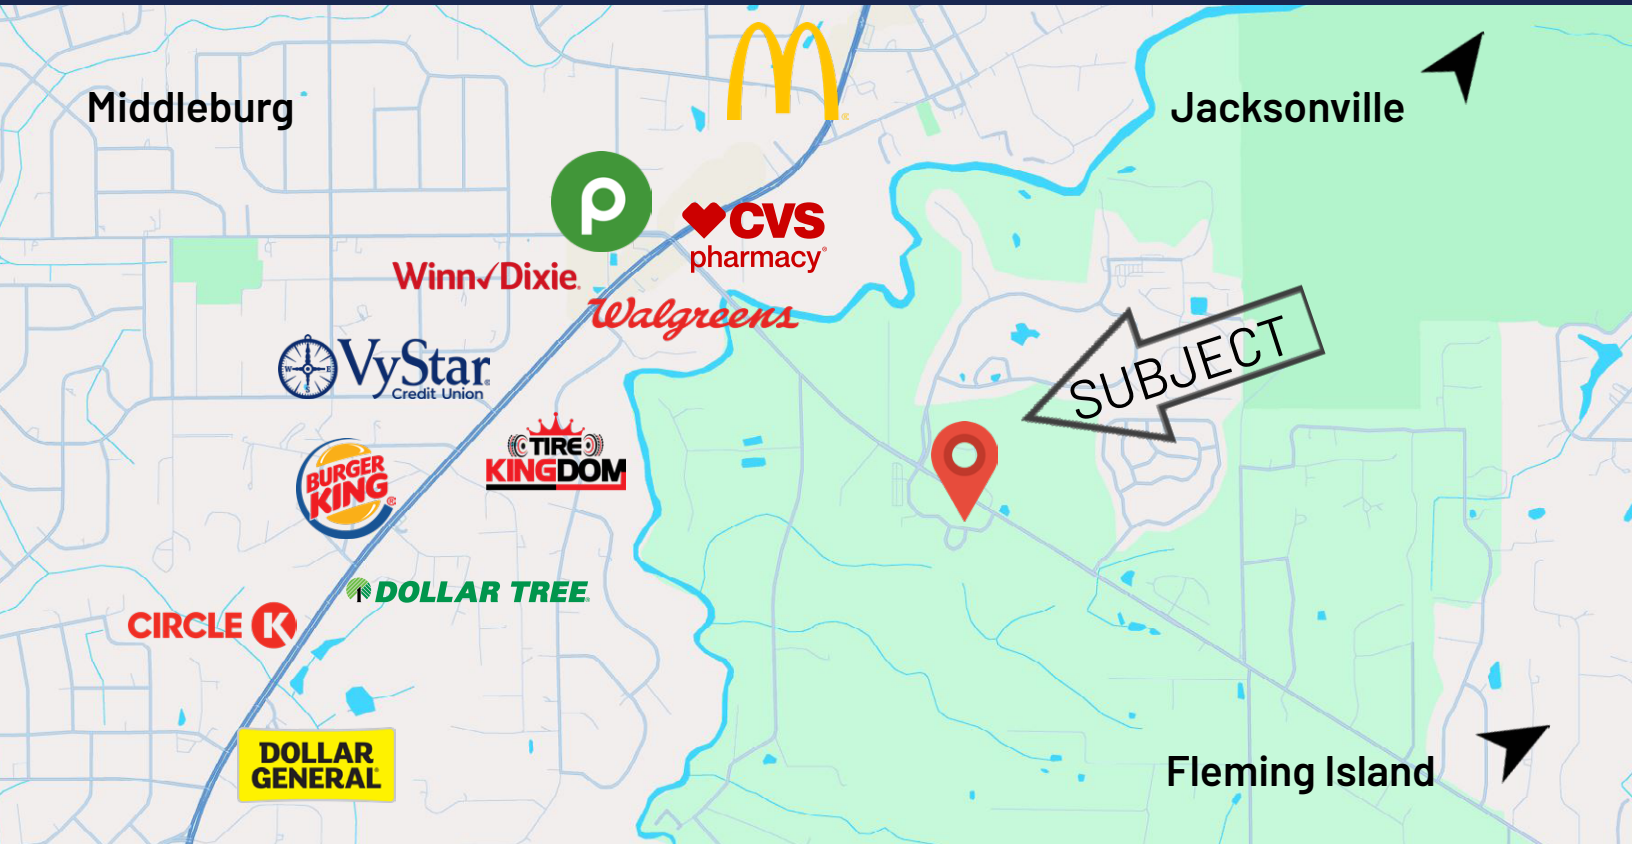 Middleburg
Jacksonville
P
CVS
pharmacy®
Winn Dixie
Walgreens
SUBJECT
VyStar
Credit Union
TIRE
KINGDOM
BURGER
KING
DOLLAR TREE
CIRCLE K
DOLLAR
GENERAL
Fleming Island